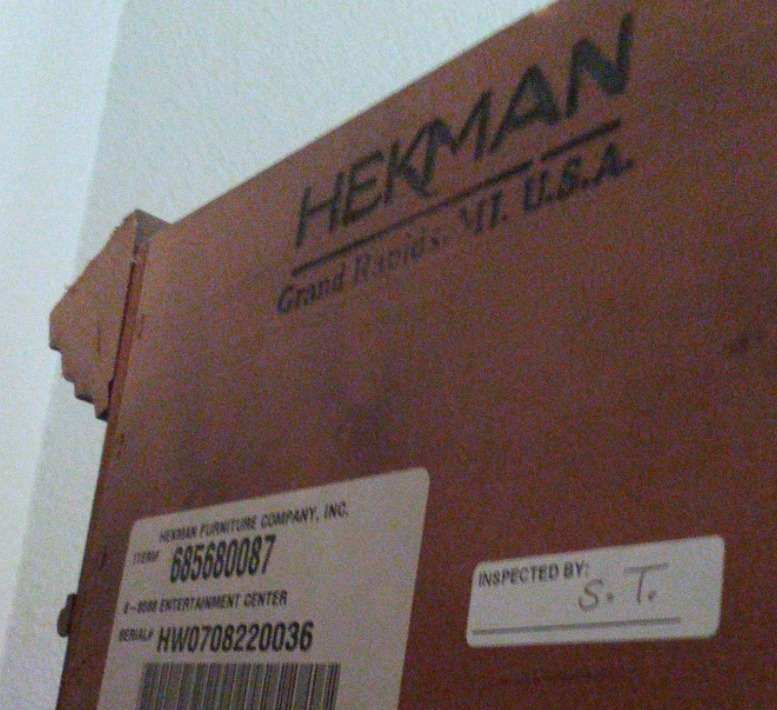 HEKMAN
Grand Rapids, MI. U.S.A.
HEKMAN FURNITURE COMPANY, INC.
ITEM# 685680087
ENTERTAINMENT CENTER
SERIAL# HW0708220036
INSPECTED BY:
S. T.